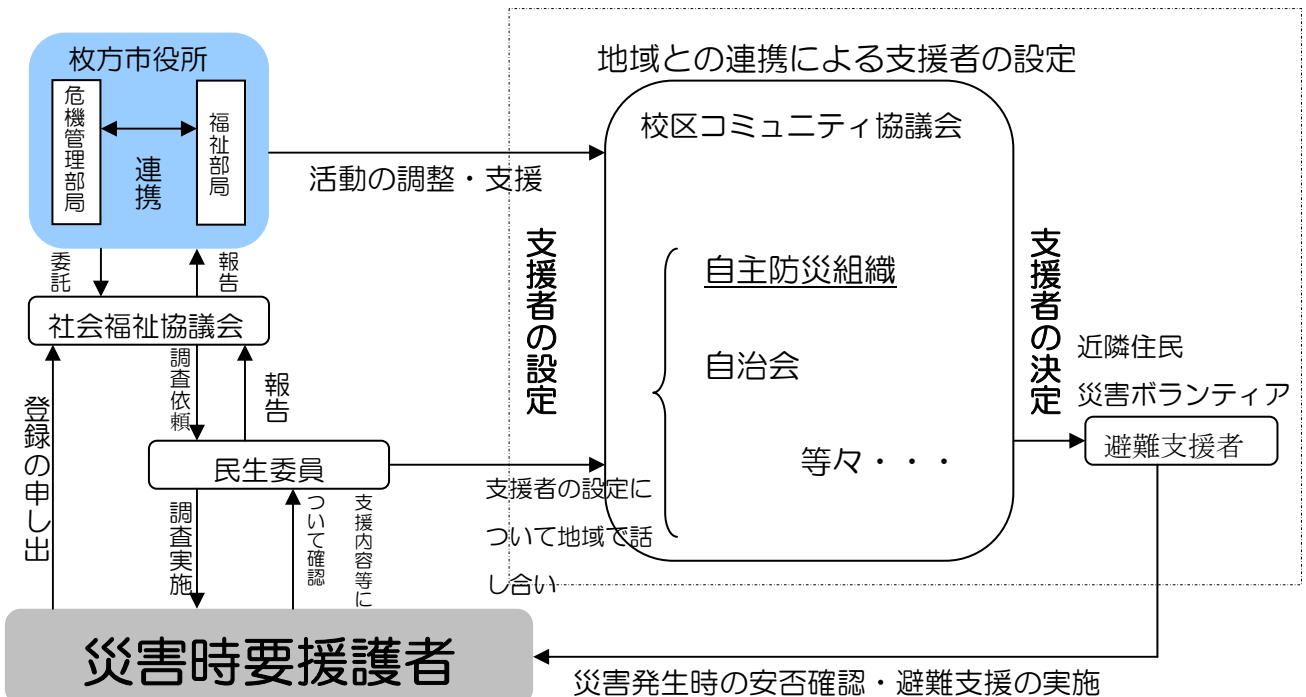 枚方市役所
危機管理部局
連携
福祉部局
地域との連携による支援者の設定
校区コミュニティ協議会
活動の調整・支援
委託
報告
社会福祉協議会
支援者の設定
自主防災組織
自治会
等々・・・
支援者の決定
近隣住民
災害ボランティア
避難支援者
調査依頼
報告
登録の申し出
民生委員
支援者の設定に
ついて地域で話
し合い
調査実施
支援内容等に
ついて確認
災害時要援護者
災害発生時の安否確認・避難支援の実施